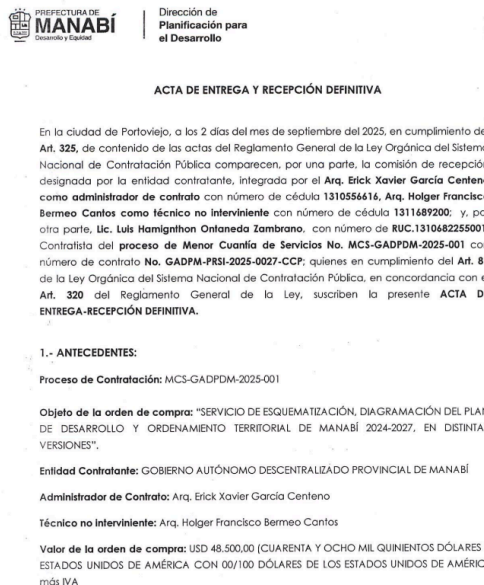 PREFECTURA DE
MANABÍ
Desarrollo y Equidad
Dirección de
Planificación para
el Desarrollo
ACTA DE ENTREGA Y RECEPCIÓN DEFINITIVA
En la ciudad de Portoviejo, a los 2 días del mes de septiembre del 2025, en cumplimiento de
Art. 325, de contenido de las actas del Reglamento General de la Ley Orgánica del Sistema
Nacional de Contratación Pública comparecen, por una parte, la comisión de recepción
designada por la entidad contratante, integrada por el Arq. Erick Xavier García Centeno
como administrador de contrato con número de cédula 1310556616, Arq. Holger Francisco
Bermeo Cantos como técnico no interviniente con número de cédula 1311689200; y, po
otra parte, Lic. Luis Hamignthon Ontaneda Zambrano, con número de RUC.1310682255001
Contratista del proceso de Menor Cuantía de Servicios No. MCS-GADPDM-2025-001 con
número de contrato No. GADPM-PRSI-2025-0027-CCP; quienes en cumplimiento del Art. 8
de la Ley Orgánica del Sistema Nacional de Contratación Pública, en concordancia con e
Art. 320 del Reglamento General de la Ley, suscriben la presente ACTA D
ENTREGA-RECEPCIÓN DEFINITIVA.
1.- ANTECEDENTES:
Proceso de Contratación: MCS-GADPDM-2025-001
Objeto de la orden de compra: "SERVICIO DE ESQUEMATIZACIÓN, DIAGRAMACIÓN DEL PLAN
DE DESARROLLO Y ORDENAMIENTO TERRITORIAL DE MANABÍ 2024-2027, EN DISTINTA
VERSIONES".
Entidad Contratante: GOBIERNO AUTÓNOMO DESCENTRALIZADO PROVINCIAL DE MANABÍ
Administrador de Contrato: Arq. Erick Xavier García Centeno
Técnico no interviniente: Arq. Holger Francisco Bermeo Cantos
Valor de la orden de compra: USD 48.500,00 (CUARENTA Y OCHO MIL QUINIENTOS DÓLARES
ESTADOS UNIDOS DE AMÉRICA CON 00/100 DÓLARES DE LOS ESTADOS UNIDOS DE AMÉRIC
más IVA